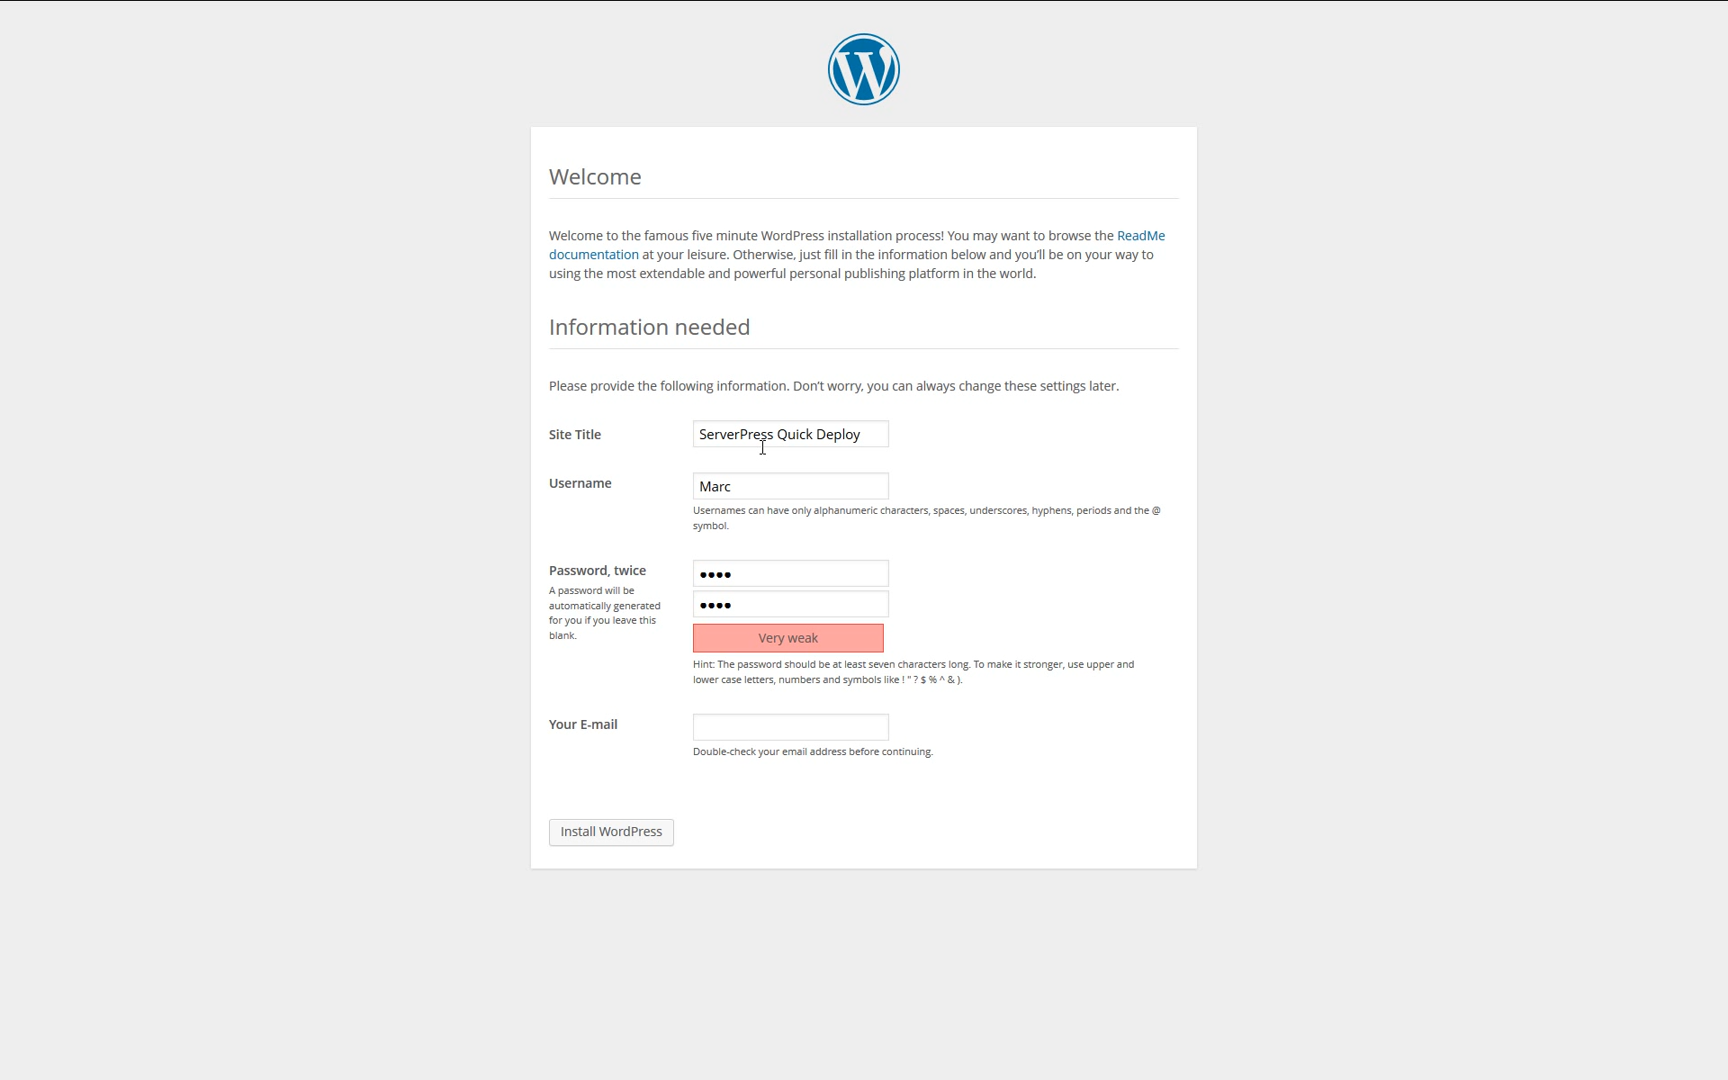 Welcome
Welcome to the famous five minute WordPress installation process! You may want to browse the ReadMe
documentation at your leisure. Otherwise, just fill in the information below and you’ll be on your way to
using the most extendable and powerful personal publishing platform in the world.
Information needed
Please provide the following information. Don’t worry, you can always change these settings later.
Site Title
ServerPress Quick Deploy
Username
Marc
Usernames can have only alphanumeric characters, spaces, underscores, hyphens, periods and the @
symbol.
Password, twice
A password will be
automatically generated
for you if you leave this
blank.
••••
••••
Very weak
Hint: The password should be at least seven characters long. To make it stronger, use upper and
lower case letters, numbers and symbols like ! " ? $ % ^ & ).
Your E-mail
Double-check your email address before continuing.
Install WordPress